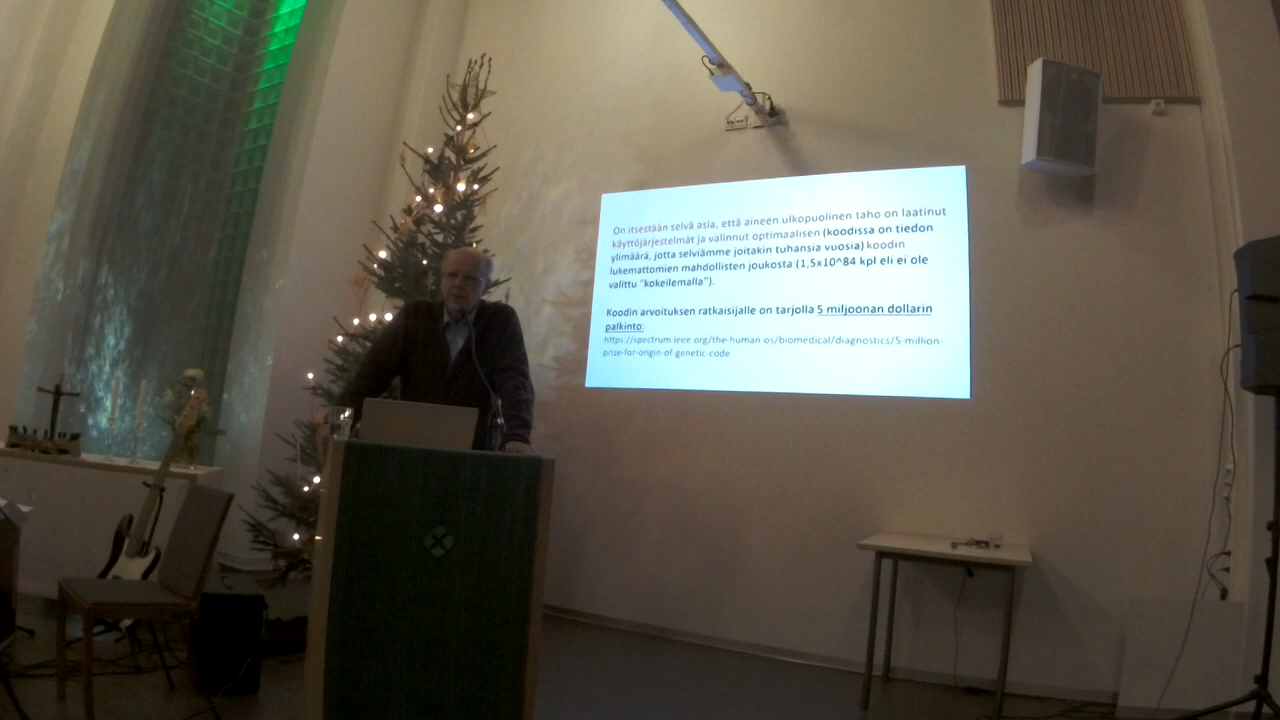 On itsestään selvä asia, että aineen ulkopuolinen taho on laatinut
käyttöjärjestelmät ja valinnut optimaalisen (koodissa on tiedon
ylimäärä, jotta selviämme joitakin tuhansia vuosia) koodin
lukemattomien mahdollisten joukosta (1,5x10^84 kpl eli ei ole
valittu "kokeilemalla").
Koodin arvoituksen ratkaisijalle on tarjolla 5 miljoonan dollarin
palkinto:
https://spectrum.ieee.org/the-human-os/biomedical/diagnostics/5-million-
prize-for-origin-of-genetic-code